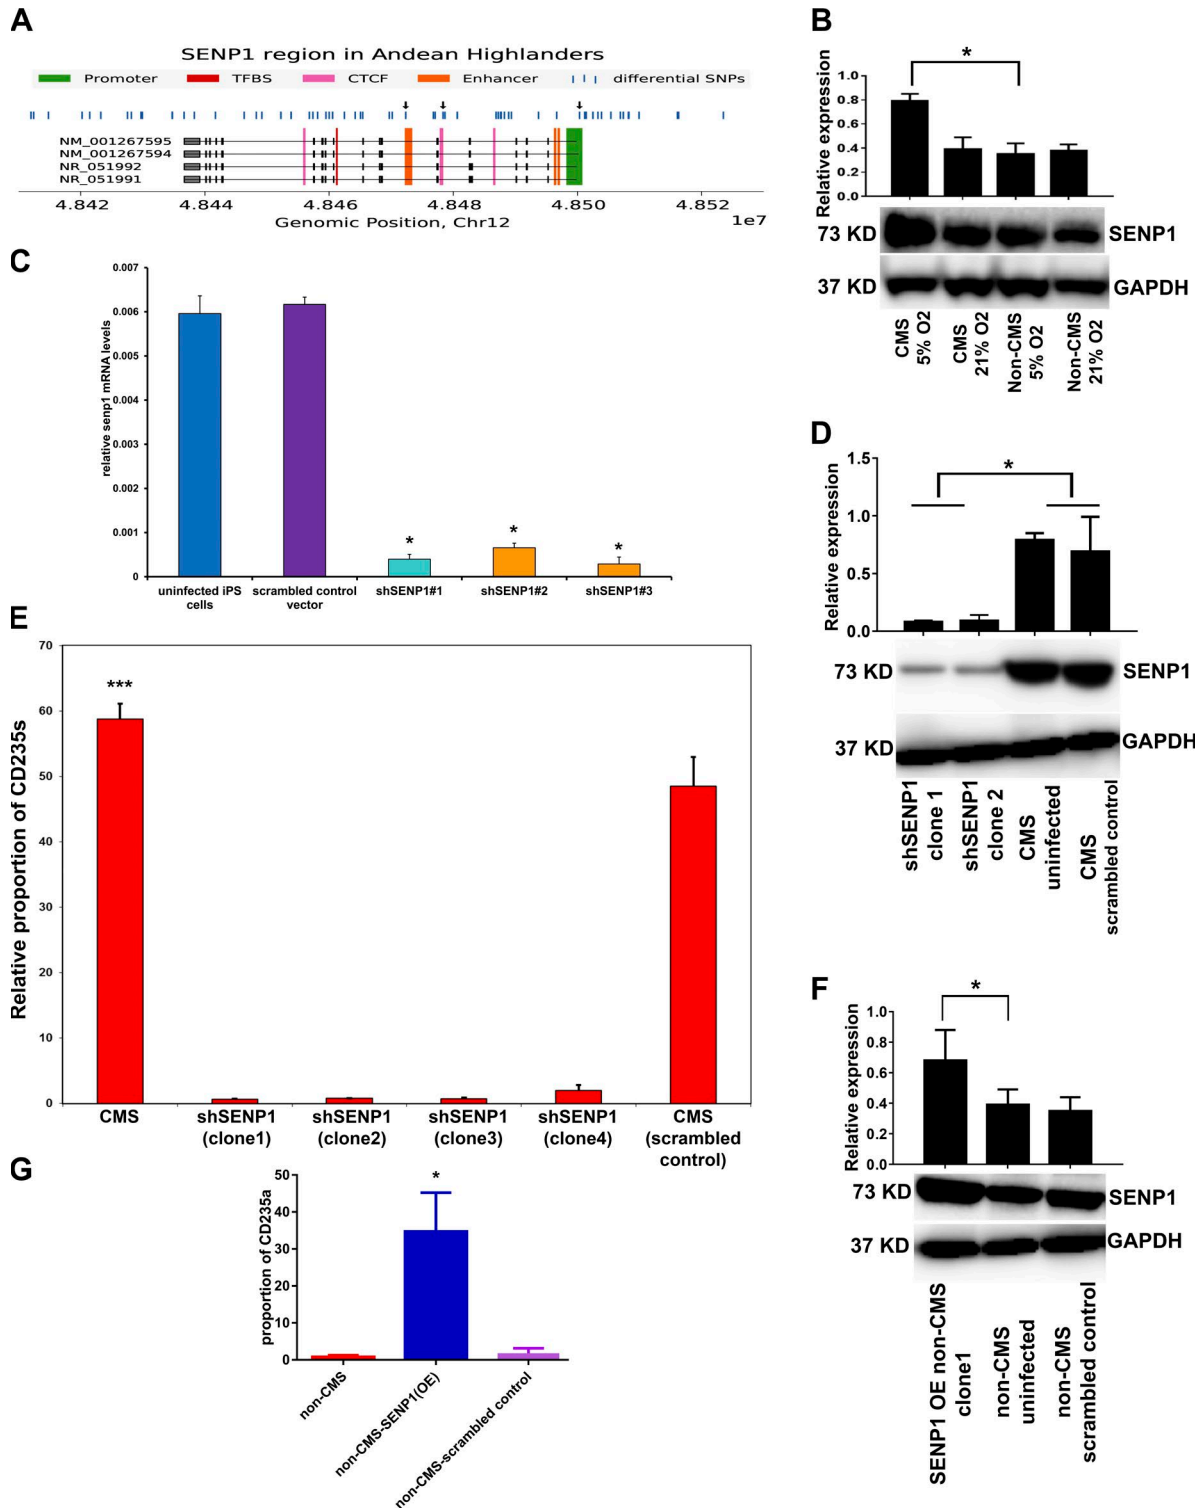 A
SENP1 region in Andean Highlanders
Promoter TFBS CTCF Enhancer differential SNPs
NM_001267595
NM_001267594
NR_051992
NR_051991
4.842 4.844 4.846 4.848 4.850 4.852
1e7
Genomic Position, Chr12
B
*
Relative expression
1.0
0.8
0.6
0.4
0.2
0.0
73 KD SENP1
37 KD GAPDH
CMS
5% O2
CMS
21% O2
Non-CMS
5% O2
Non-CMS
21% O2
C
relative senp1 mRNA levels
0.007
0.006
0.005
0.004
0.003
0.002
0.001
0
* * *
uninfected iPS
cells
scrambled control
vector
shSENP1#1
shSENP1#2
shSENP1#3
D
*
Relative expression
1.5
1.0
0.5
0.0
73 KD SENP1
37 KD GAPDH
shSENP1
clone 1
shSENP1
clone 2
CMS
uninfected
CMS
scrambled control
E
Relative proportion of CD235s
70
60
50
40
30
20
10
0
***
CMS
shSENP1
(clone1)
shSENP1
(clone2)
shSENP1
(clone3)
shSENP1
(clone4)
CMS
(scrambled
control)
F
*
Relative expression
1.0
0.8
0.6
0.4
0.2
0.0
73 KD SENP1
37 KD GAPDH
SENP1 OE non-CMS
clone1
non-CMS
uninfected
non-CMS
scrambled control
G
proportion of CD235a
50
40
30
20
10
0
*
non-CMS
non-CMS-SENP1(OE)
non-CMS-scrambled control